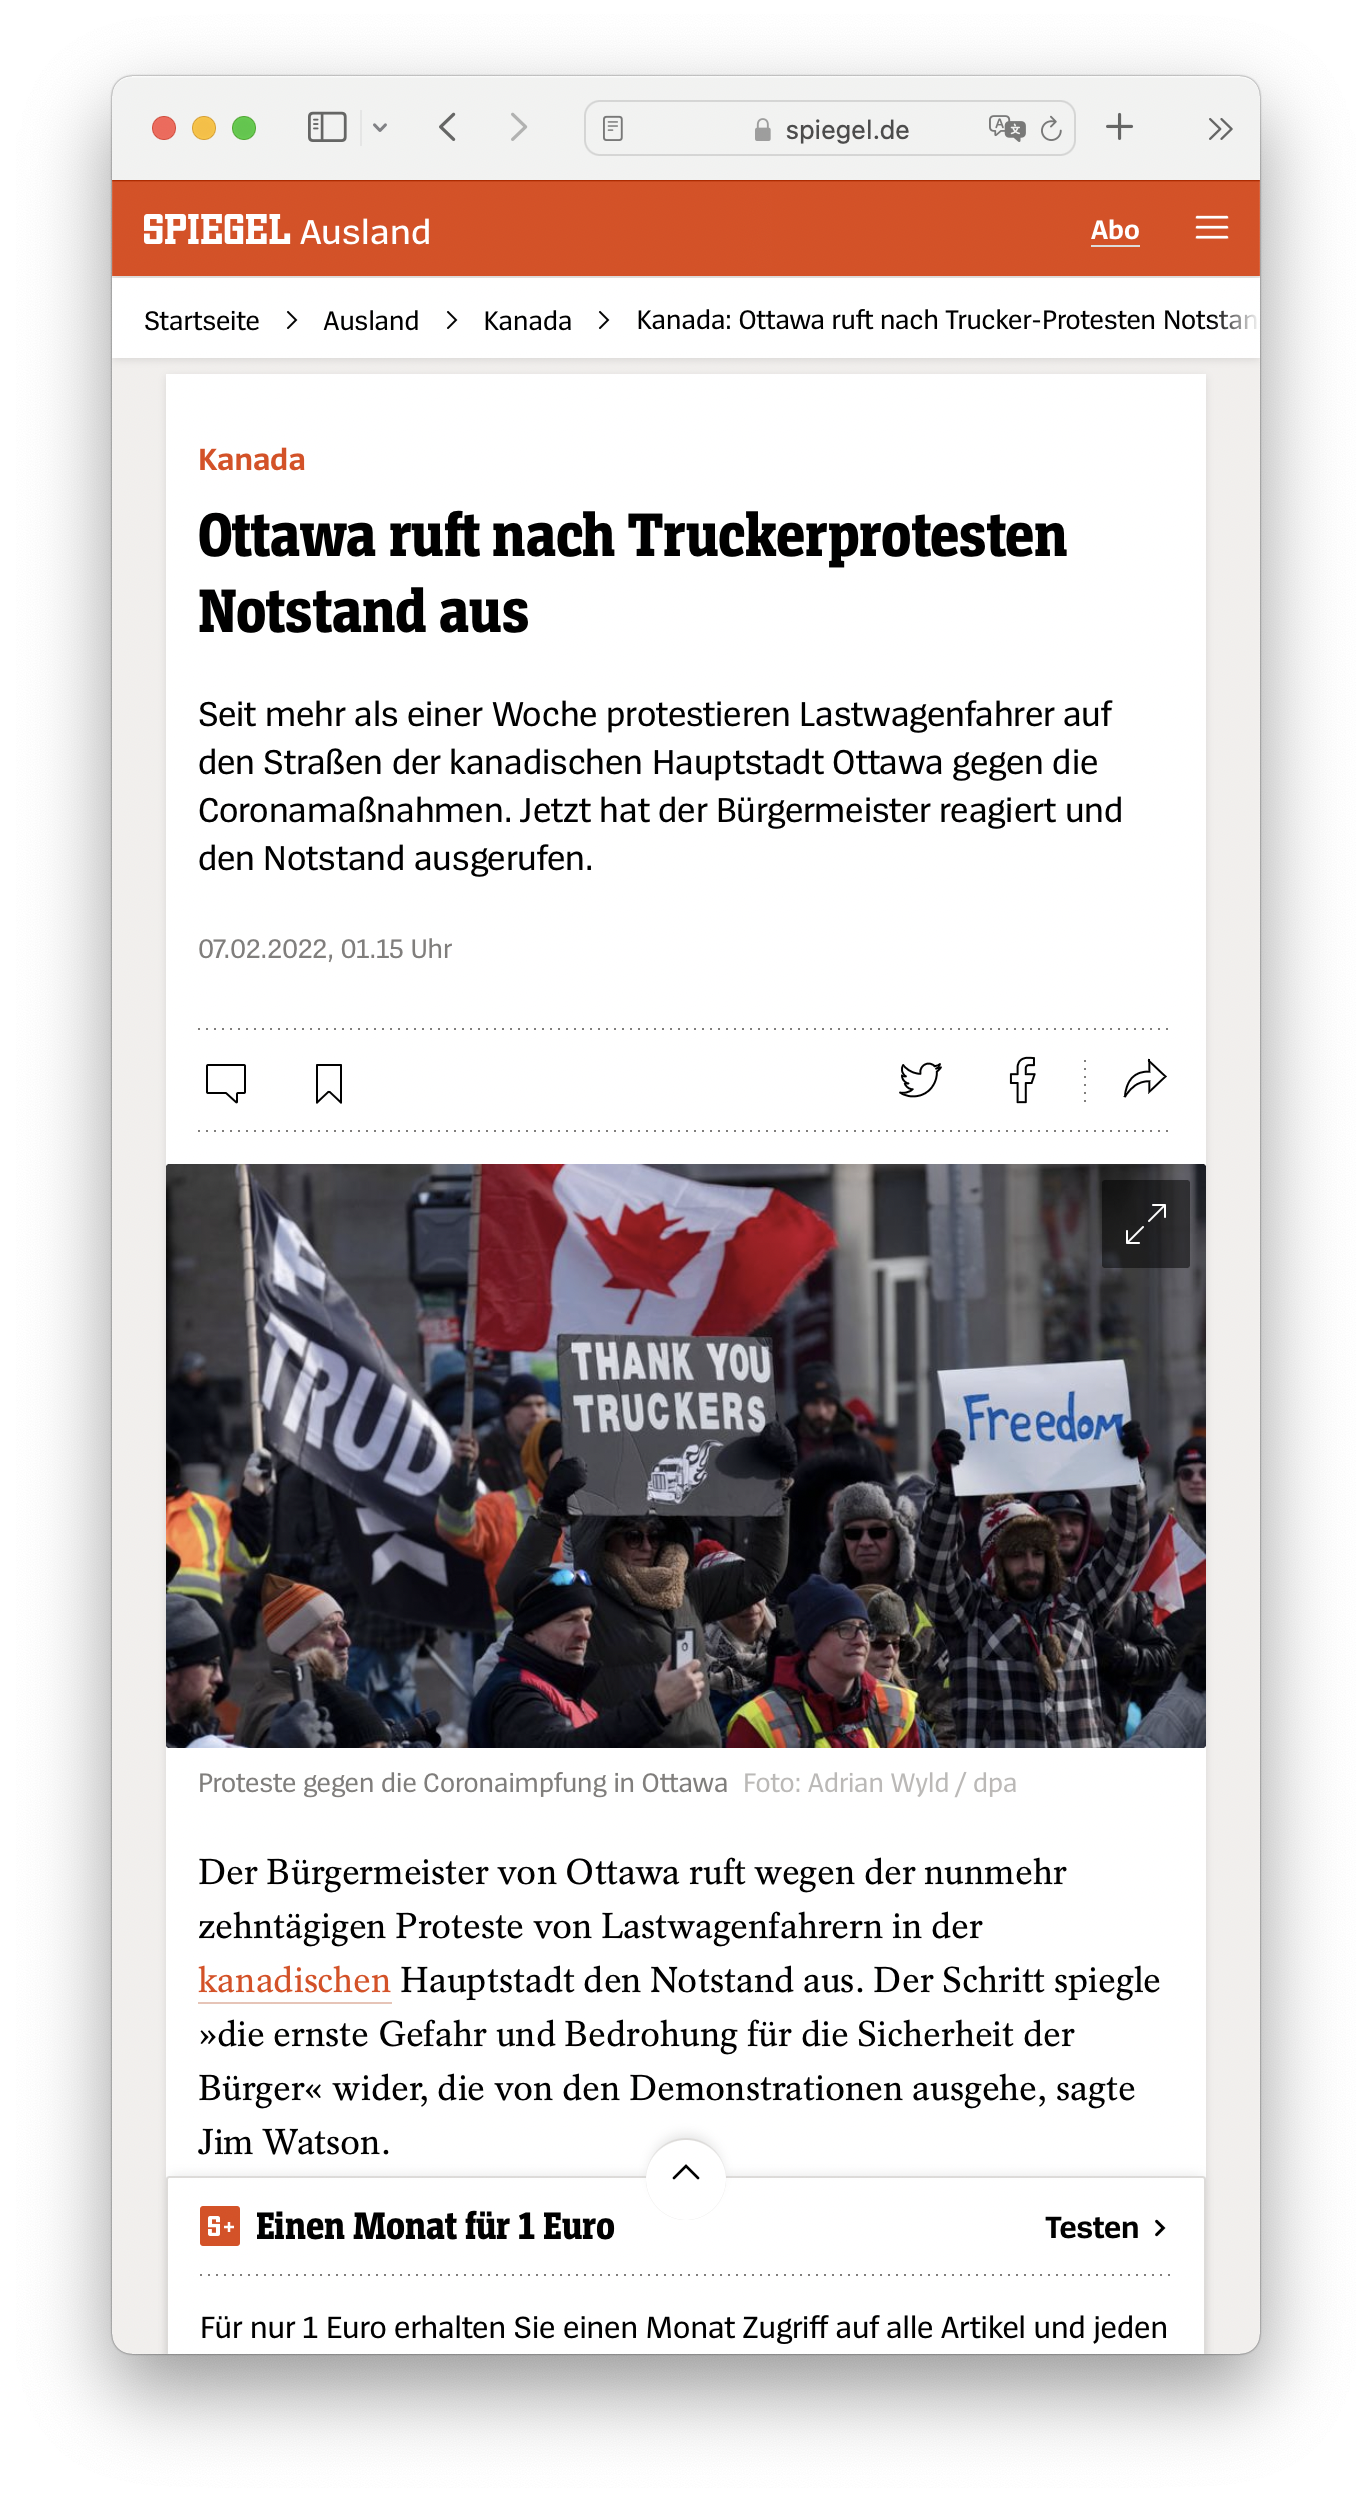 spiegel.de
SPIEGEL Ausland
Abo
Startseite > Ausland > Kanada > Kanada: Ottawa ruft nach Trucker-Protesten Notstan
Kanada
Ottawa ruft nach Truckerprotesten
Notstand aus
Seit mehr als einer Woche protestieren Lastwagenfahrer auf
den Straßen der kanadischen Hauptstadt Ottawa gegen die
Coronamaßnahmen. Jetzt hat der Bürgermeister reagiert und
den Notstand ausgerufen.
07.02.2022, 01.15 Uhr
TRUD
THANK YOU
TRUCKERS
Freedom
Proteste gegen die Coronaimpfung in Ottawa Foto: Adrian Wyld / dpa
Der Bürgermeister von Ottawa ruft wegen der nunmehr
zehntägigen Proteste von Lastwagenfahrern in der
kanadischen Hauptstadt den Notstand aus. Der Schritt spiegle
»die ernste Gefahr und Bedrohung für die Sicherheit der
Bürger« wider, die von den Demonstrationen ausgehe, sagte
Jim Watson.
S+ Einen Monat für 1 Euro
Testen >
Für nur 1 Euro erhalten Sie einen Monat Zugriff auf alle Artikel und jeden